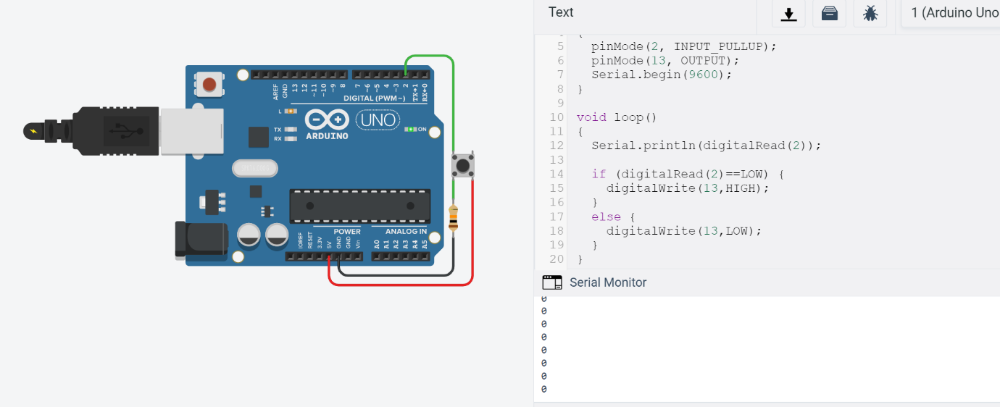 Text
1 (Arduino Uno
5 pinMode(2, INPUT_PULLUP);
6 pinMode(13, OUTPUT);
7 Serial.begin(9600);
8 }
9
10 void loop()
11 {
12 Serial.println(digitalRead(2));
13
14 if (digitalRead(2)==LOW) {
15 digitalWrite(13,HIGH);
16 }
17 else {
18 digitalWrite(13,LOW);
19 }
20 }
Serial Monitor
0
0
0
0
0
0
0
0
AREF
GND
13
12
~11
~10
~9
8
7
~6
~5
4
~3
2
TX→1
RX←0
DIGITAL (PWM~)
L
TX
RX
UNO
ARDUINO
ON
POWER
ANALOG IN
IOREF
RESET
3.3V
5V
GND
GND
Vin
A0
A1
A2
A3
A4
A5